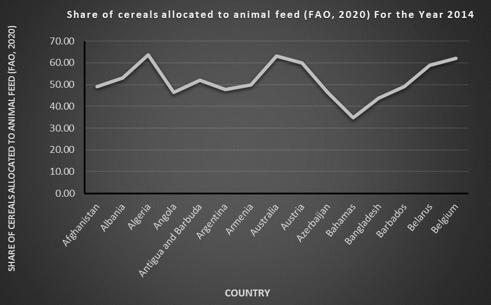 Share of cereals allocated to animal feed (FAO, 2020) For the Year 2014
SHARE OF CEREALS ALLOCATED TO ANIMAL FEED (FAO, 2020)
70.00
60.00
50.00
40.00
30.00
20.00
10.00
0.00
Afghanistan
Albania
Algeria
Angola
Antigua and Barbuda
Argentina
Armenia
Australia
Austria
Azerbaijan
Bahamas
Bangladesh
Barbados
Belarus
Belgium
COUNTRY